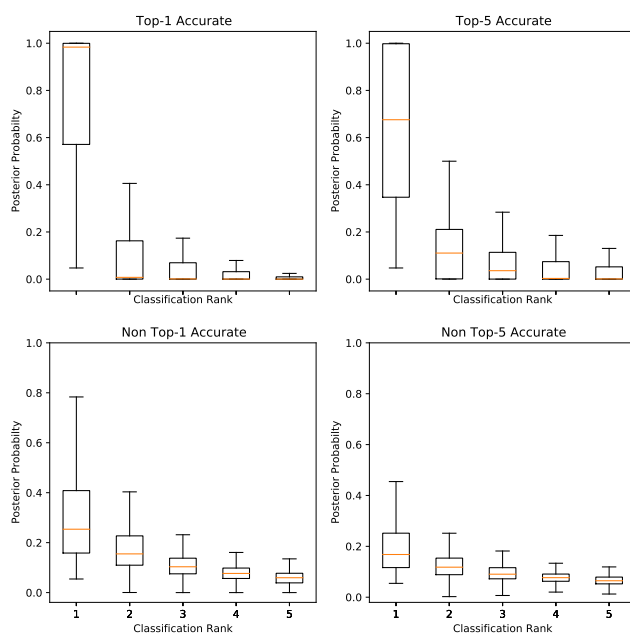 Top-1 Accurate
1.0
0.8
0.6
0.4
0.2
0.0
Posterior Probabilty
Classification Rank
Top-5 Accurate
1.0
0.8
0.6
0.4
0.2
0.0
Posterior Probabilty
Classification Rank
Non Top-1 Accurate
1.0
0.8
0.6
0.4
0.2
0.0
Posterior Probabilty
1 2 3 4 5
Classification Rank
Non Top-5 Accurate
1.0
0.8
0.6
0.4
0.2
0.0
Posterior Probabilty
1 2 3 4 5
Classification Rank